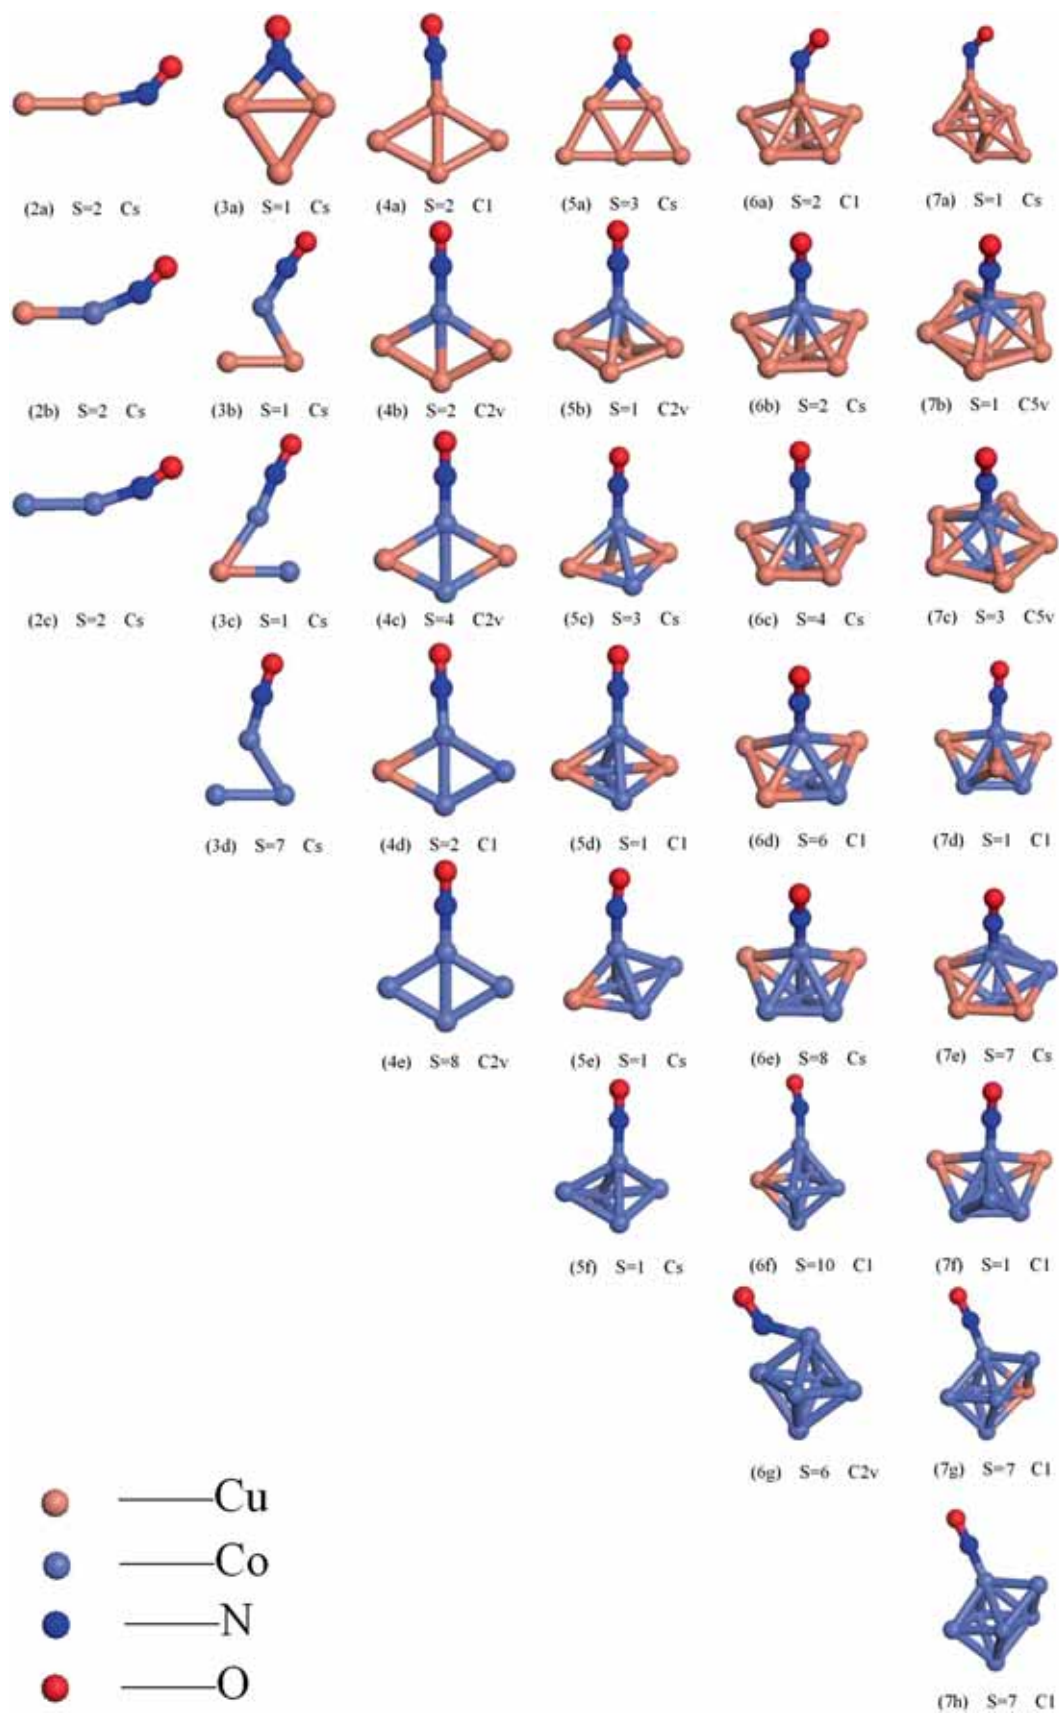 (2a) S=2 Cs (3a) S=1 Cs (4a) S=2 C1 (5a) S=3 Cs (6a) S=2 C1 (7a) S=1 Cs
(2b) S=2 Cs (3b) S=1 Cs (4b) S=2 C2v (5b) S=1 C2v (6b) S=2 Cs (7b) S=1 C5v
(2c) S=2 Cs (3c) S=1 Cs (4c) S=4 C2v (5c) S=3 Cs (6c) S=4 Cs (7c) S=3 C5v
(3d) S=7 Cs (4d) S=2 C1 (5d) S=1 C1 (6d) S=6 C1 (7d) S=1 C1
(4e) S=8 C2v (5e) S=1 Cs (6e) S=8 Cs (7e) S=7 Cs
(5f) S=1 Cs (6f) S=10 C1 (7f) S=1 C1
(6g) S=6 C2v (7g) S=7 C1
Cu
Co
N
O
(7h) S=7 C1